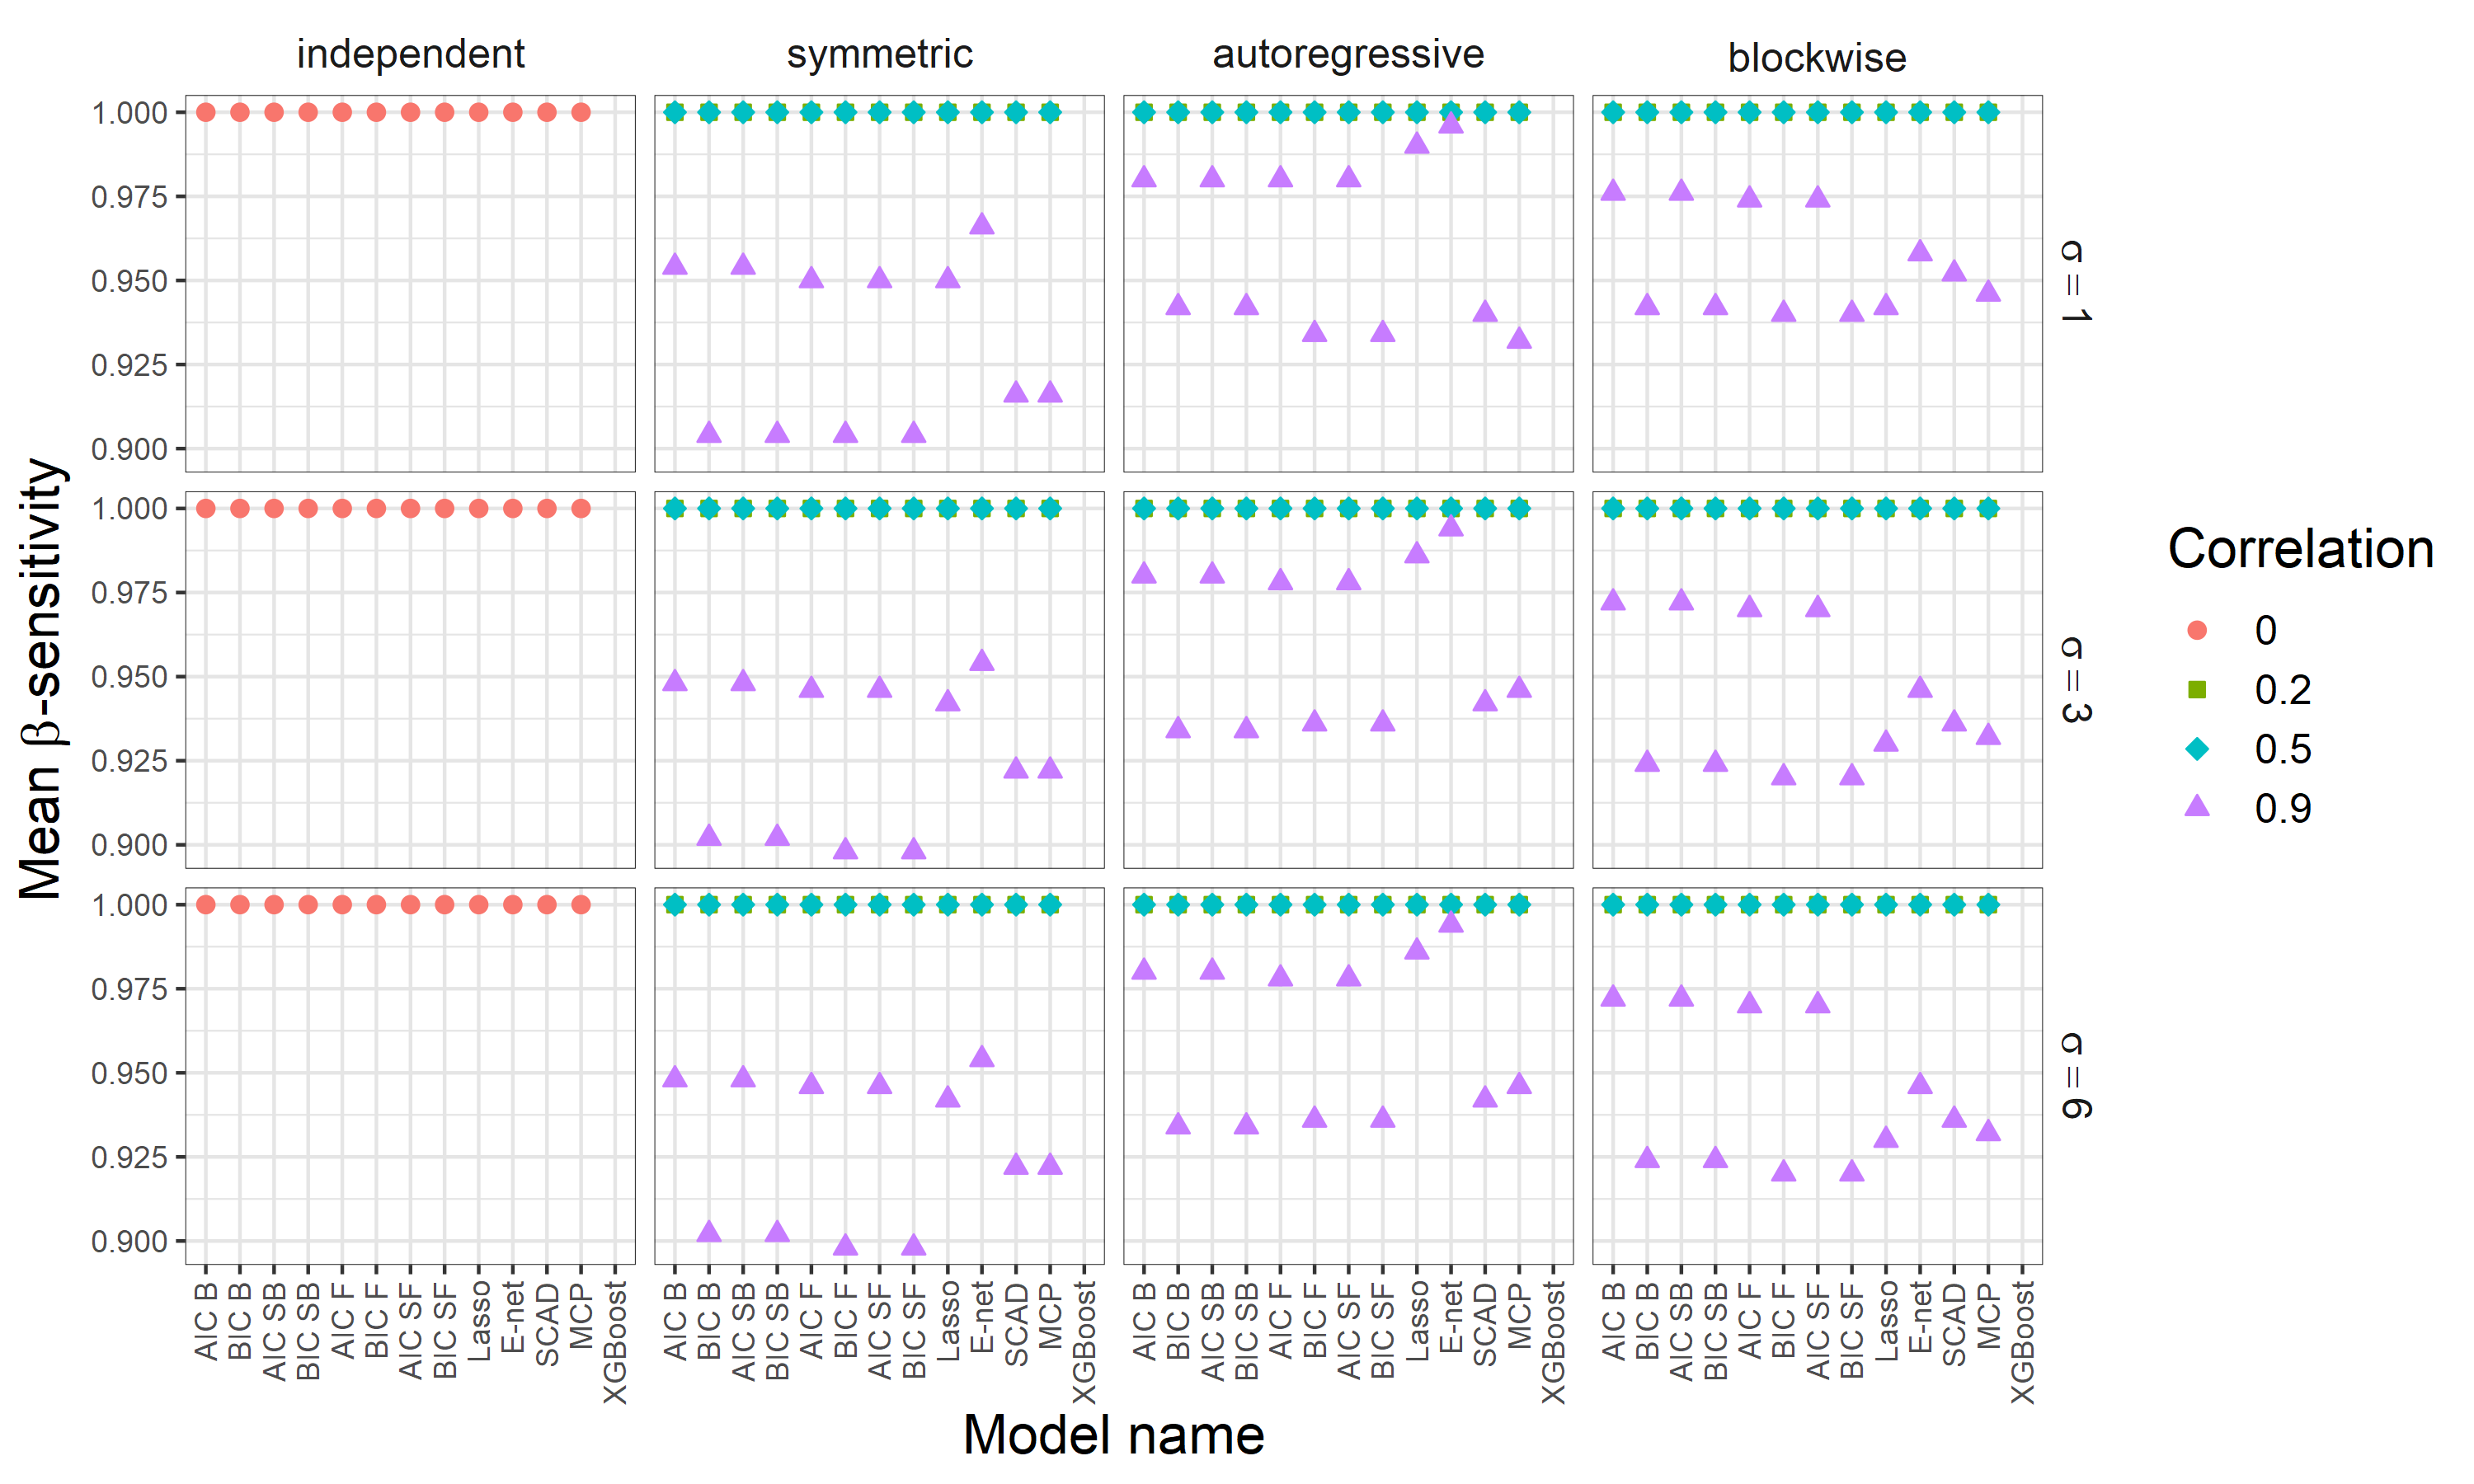 independent symmetric autoregressive blockwise
1.000
0.975
0.950
0.925
0.900
σ = 1
1.000
0.975
0.950
0.925
0.900
σ = 3
1.000
0.975
0.950
0.925
0.900
σ = 6
Mean β-sensitivity
AIC B BIC B AIC SB BIC SB AIC F BIC F AIC SF BIC SF Lasso E-net SCAD MCP XGBoost
AIC B BIC B AIC SB BIC SB AIC F BIC F AIC SF BIC SF Lasso E-net SCAD MCP XGBoost
AIC B BIC B AIC SB BIC SB AIC F BIC F AIC SF BIC SF Lasso E-net SCAD MCP XGBoost
AIC B BIC B AIC SB BIC SB AIC F BIC F AIC SF BIC SF Lasso E-net SCAD MCP XGBoost
Model name
Correlation
0
0.2
0.5
0.9